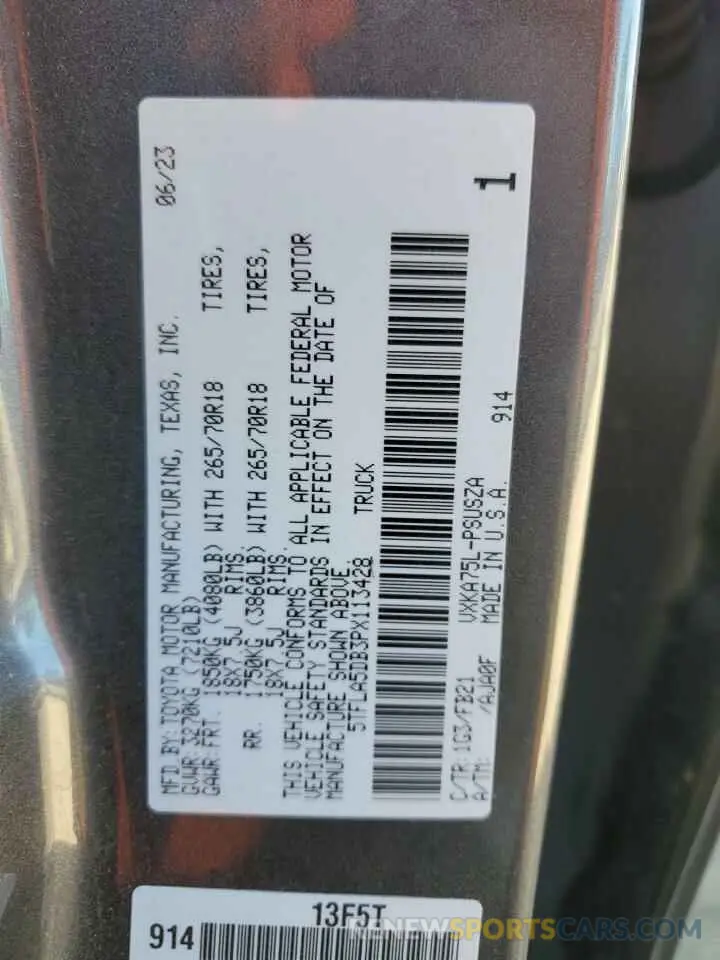 MFD BY: TOYOTA MOTOR MANUFACTURING, TEXAS, INC. 06/23
GVWR: 3270KG (7210LB)
GAWR: FRT. 1850KG (4080LB) WITH 265/70R18 TIRES,
18X7.5J RIMS.
RR. 1750KG (3860LB) WITH 265/70R18 TIRES,
18X7.5J RIMS.
THIS VEHICLE CONFORMS TO ALL APPLICABLE FEDERAL MOTOR
VEHICLE SAFETY STANDARDS IN EFFECT ON THE DATE OF
MANUFACTURE SHOWN ABOVE.
5TFLA5DB3PX113428 TRUCK
C/TR: 1G3/FB21 VXKA75L-PSUSZA
A/TM: /AJA0F MADE IN U.S.A. 914
1
13F5T
914
RENEWSPORTSCARS.COM